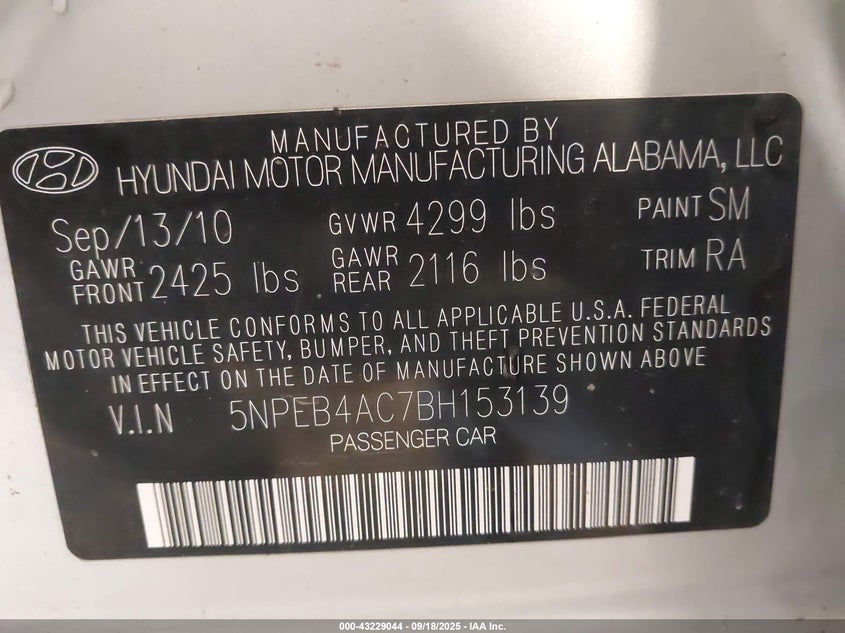 MANUFACTURED BY
HYUNDAI MOTOR MANUFACTURING ALABAMA, LLC
Sep/13/10 GVWR 4299 lbs PAINT SM
GAWR FRONT 2425 lbs GAWR REAR 2116 lbs TRIM RA
THIS VEHICLE CONFORMS TO ALL APPLICABLE U.S.A. FEDERAL
MOTOR VEHICLE SAFETY, BUMPER, AND THEFT PREVENTION STANDARDS
IN EFFECT ON THE DATE OF MANUFACTURE SHOWN ABOVE
V.I.N 5NPEB4AC7BH153139
PASSENGER CAR
000-43229044 - 09/18/2025 - IAA Inc.